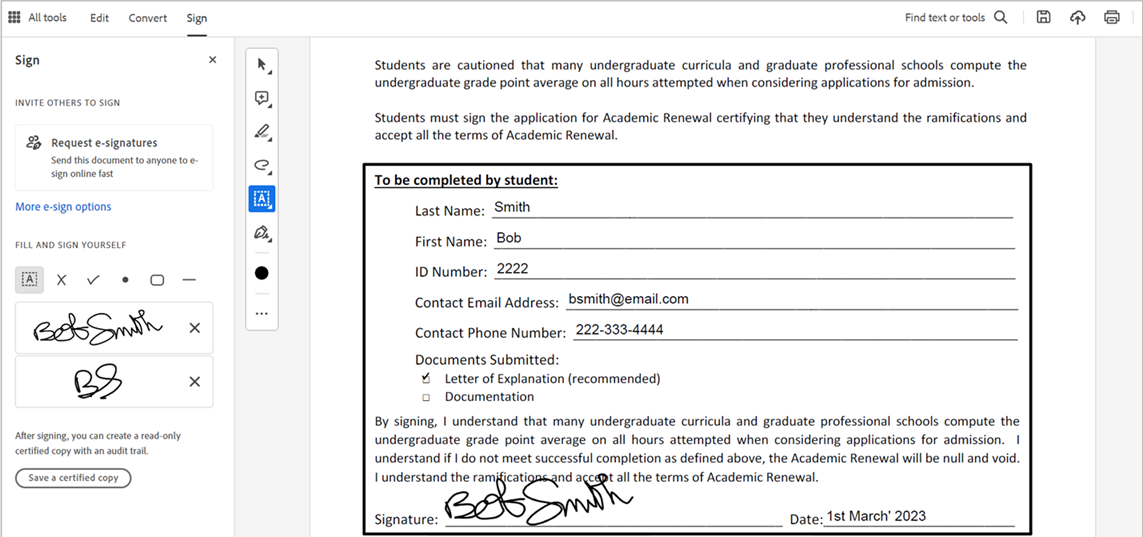 All tools Edit Convert Sign Find text or tools
Sign
INVITE OTHERS TO SIGN
Request e-signatures
Send this document to anyone to e-
sign online fast
More e-sign options
FILL AND SIGN YOURSELF
A
Bob Smith
BS
After signing, you can create a read-only
certified copy with an audit trail.
Save a certified copy
A
Students are cautioned that many undergraduate curricula and graduate professional schools compute the
undergraduate grade point average on all hours attempted when considering applications for admission.
Students must sign the application for Academic Renewal certifying that they understand the ramifications and
accept all the terms of Academic Renewal.
To be completed by student:
Last Name: Smith
First Name: Bob
ID Number: 2222
Contact Email Address: bsmith@email.com
Contact Phone Number: 222-333-4444
Documents Submitted:
Letter of Explanation (recommended)
Documentation
By signing, I understand that many undergraduate curricula and graduate professional schools compute the
undergraduate grade point average on all hours attempted when considering applications for admission. I
understand if I do not meet successful completion as defined above, the Academic Renewal will be null and void.
I understand the ramifications and accept all the terms of Academic Renewal.
Signature: Bob Smith Date: 1st March' 2023